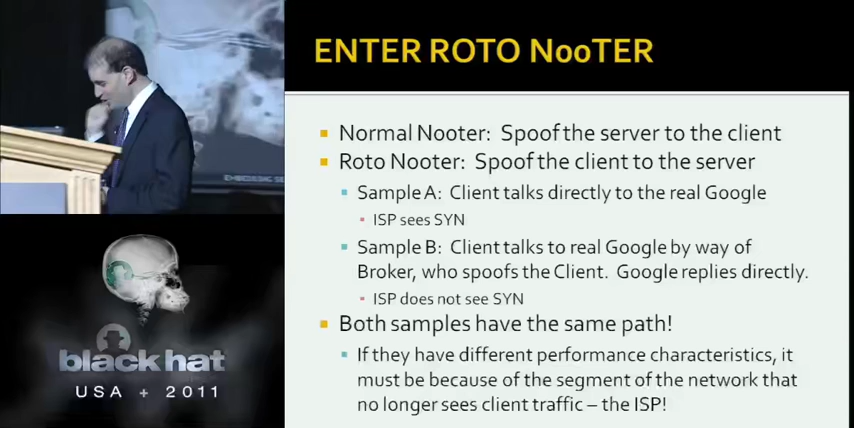 ENTER ROTO NooTER
Normal Nooter: Spoof the server to the client
Roto Nooter: Spoof the client to the server
Sample A: Client talks directly to the real Google
ISP sees SYN
Sample B: Client talks to real Google by way of
Broker, who spoofs the Client. Google replies directly.
ISP does not see SYN
Both samples have the same path!
If they have different performance characteristics, it
must be because of the segment of the network that
no longer sees client traffic – the ISP!
black hat
USA + 2011